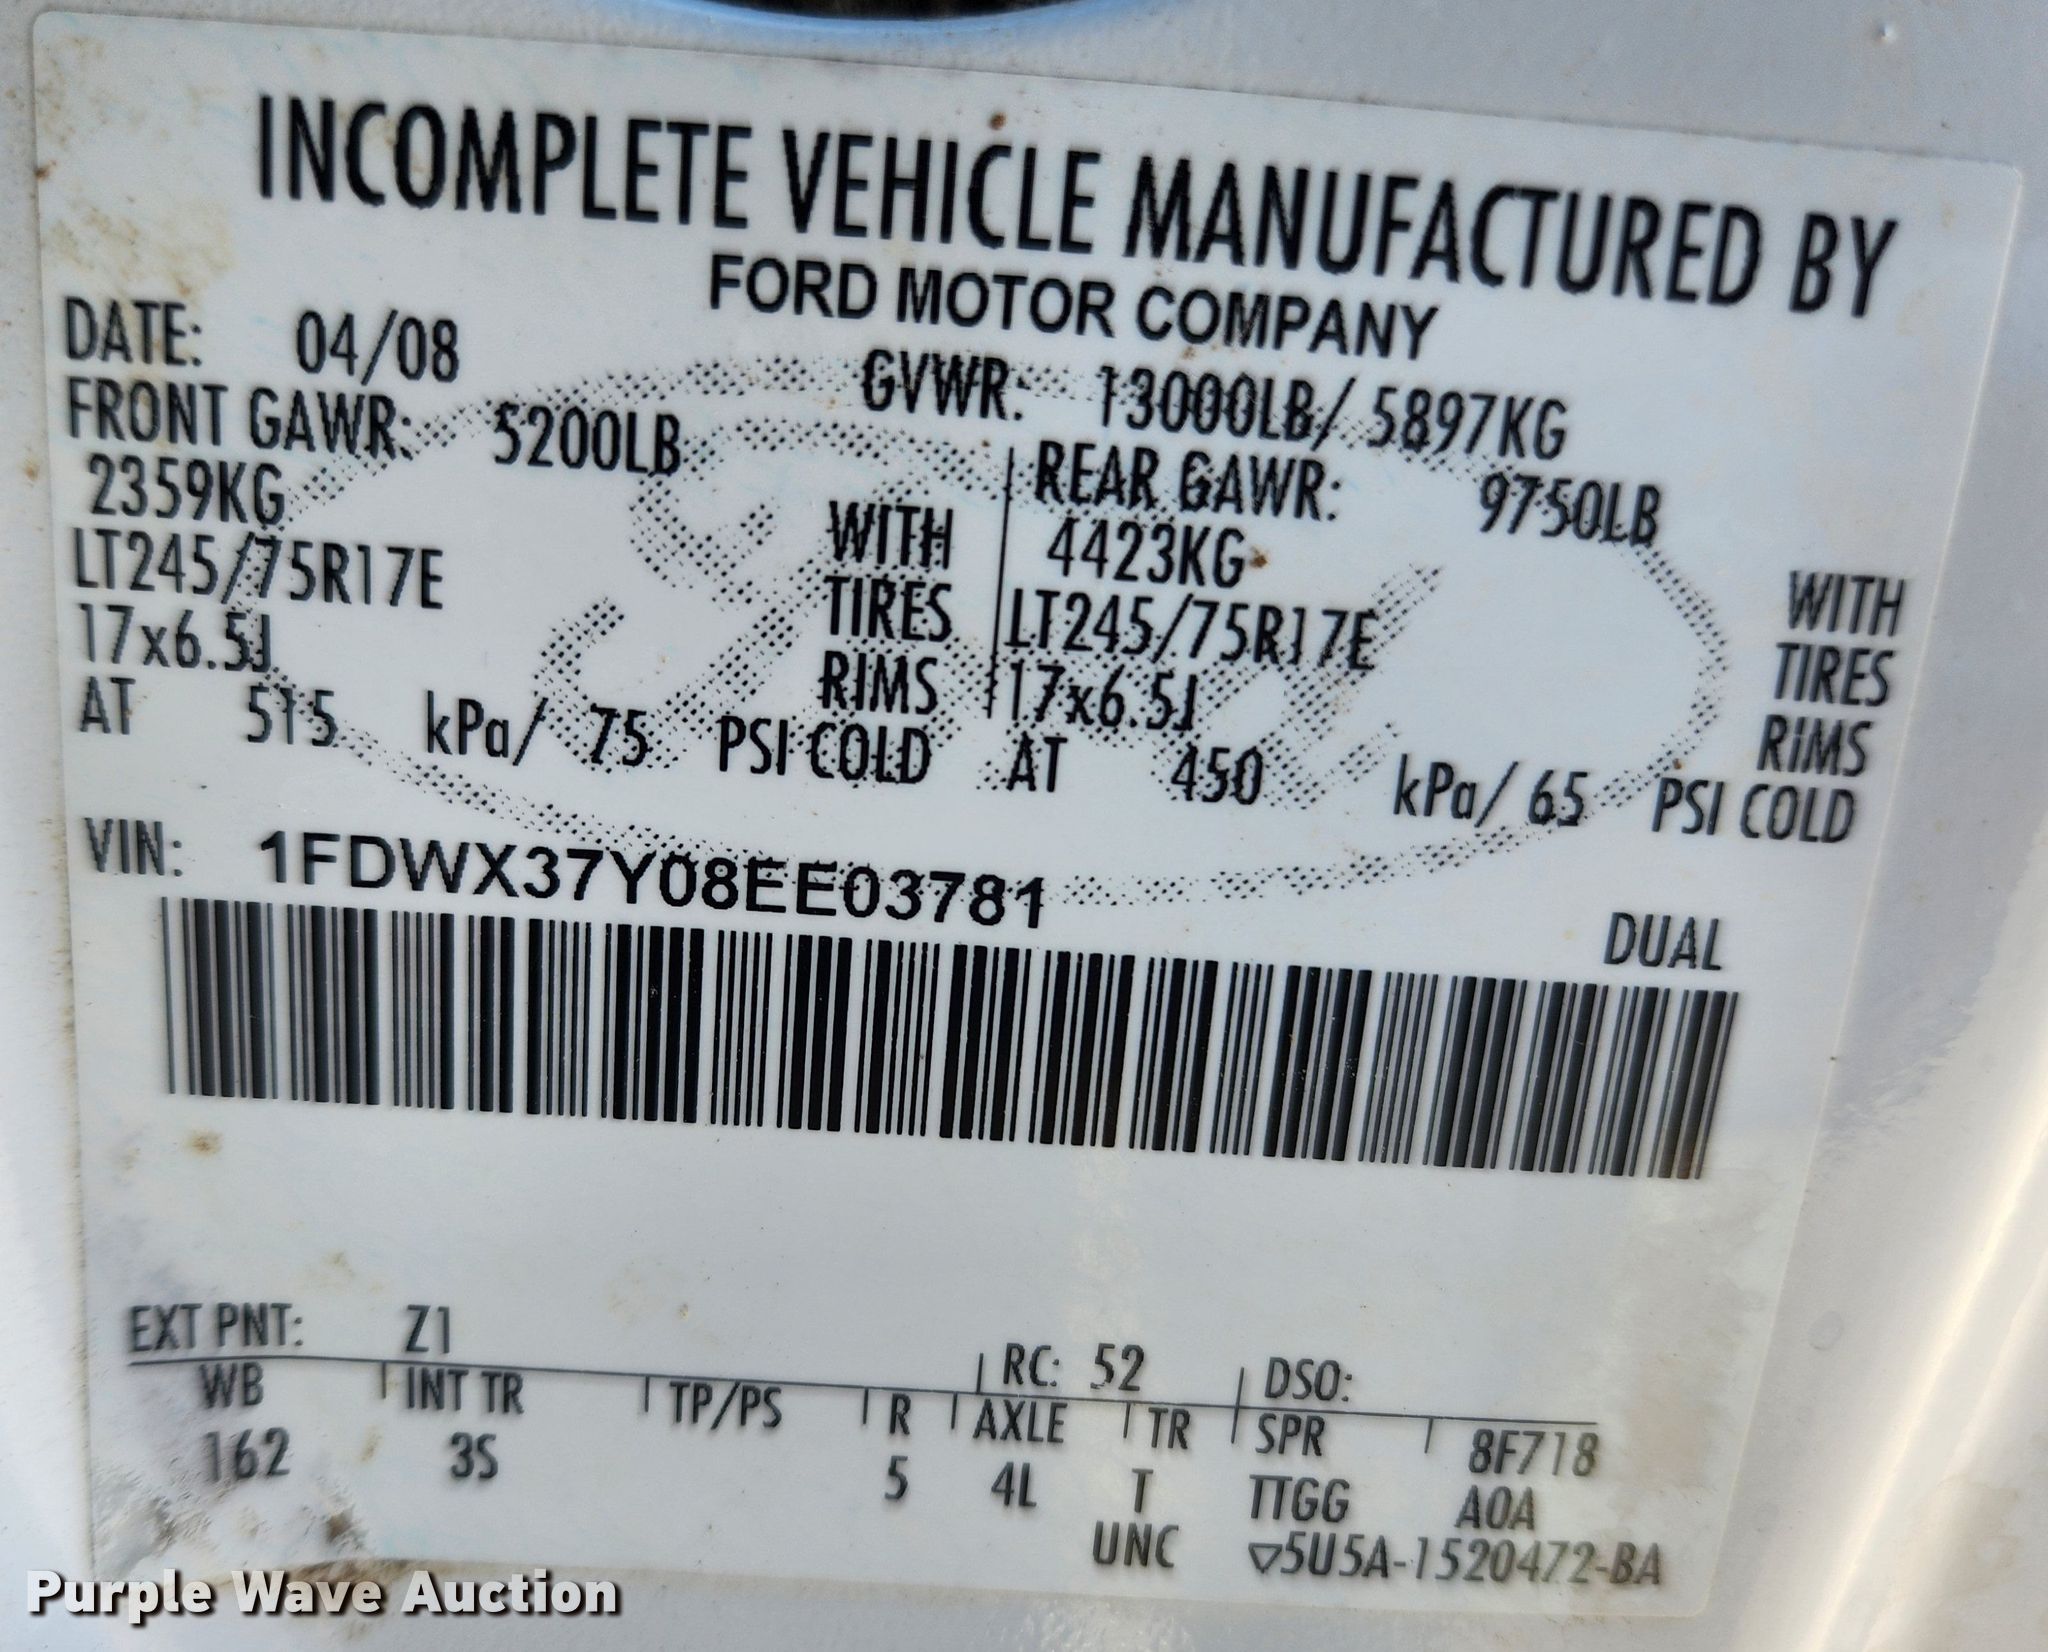 INCOMPLETE VEHICLE MANUFACTURED BY
FORD MOTOR COMPANY
DATE: 04/08 GVWR: 13000LB/ 5897KG
FRONT GAWR: 5200LB REAR GAWR: 9750LB
2359KG WITH 4423KG WITH
LT245/75R17E TIRES LT245/75R17E TIRES
17x6.5J RIMS 17x6.5J RIMS
AT 515 kPa/ 75 PSI COLD AT 450 kPa/ 65 PSI COLD
VIN: 1FDWX37Y08EE03781
DUAL
EXT PNT: Z1 RC: 52 DSO:
WB INT TR TP/PS R AXLE TR SPR 8F718
162 3S 5 4L T TTGG A0A
UNC ▽5U5A-1520472-BA
Purple Wave Auction